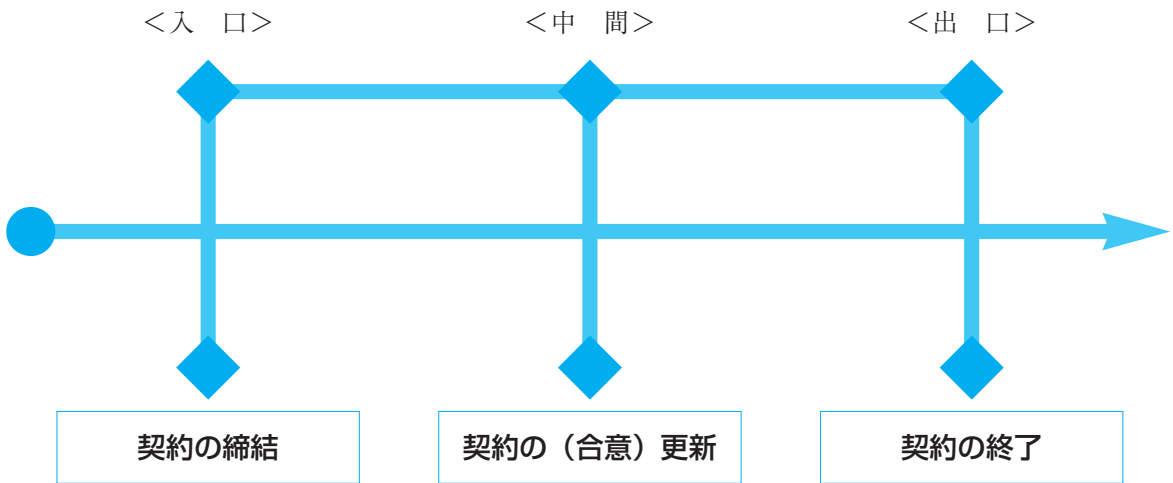 ＜入　口＞
＜中　間＞
＜出　口＞
契約の締結
契約の（合意）更新
契約の終了